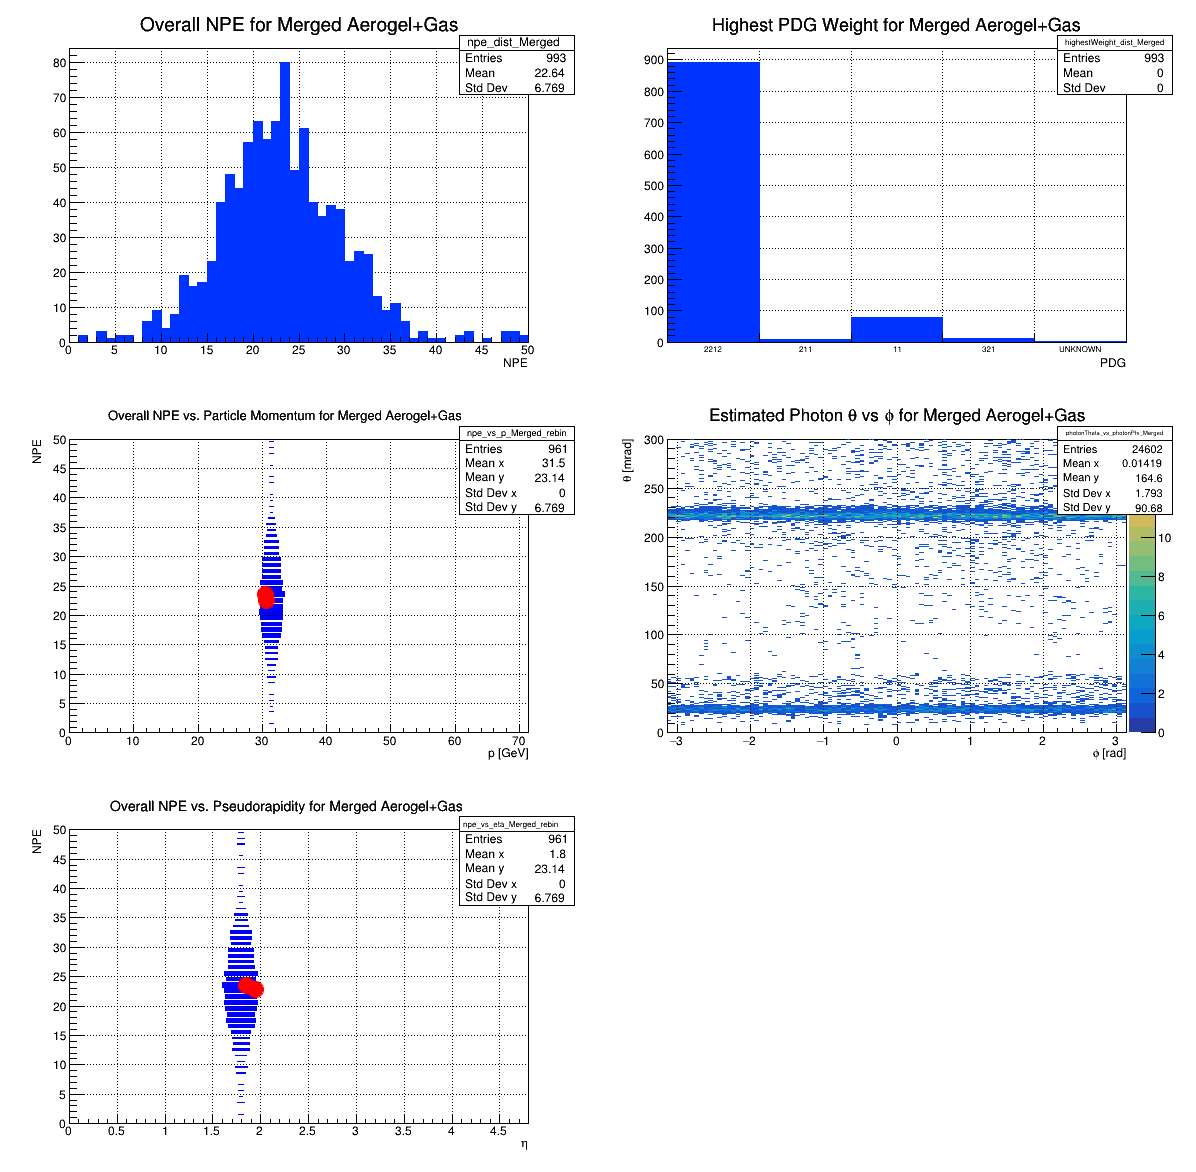 Overall NPE for Merged Aerogel+Gas
npe_dist_Merged
Entries 993
Mean 22.64
Std Dev 6.769
80
70
60
50
40
30
20
10
0
0 5 10 15 20 25 30 35 40 45 50
NPE
Highest PDG Weight for Merged Aerogel+Gas
highestWeight_dist_Merged
Entries 993
Mean 0
Std Dev 0
900
800
700
600
500
400
300
200
100
0
2212 211 11 321 UNKNOWN
PDG
Overall NPE vs. Particle Momentum for Merged Aerogel+Gas
npe_vs_p_Merged_rebin
Entries 961
Mean x 31.5
Mean y 23.14
Std Dev x 0
Std Dev y 6.769
NPE
50
45
40
35
30
25
20
15
10
5
0
0 10 20 30 40 50 60 70
p [GeV]
Estimated Photon θ vs ϕ for Merged Aerogel+Gas
photonTheta_vs_photonPhi_Merged
Entries 24602
Mean x 0.01419
Mean y 164.6
Std Dev x 1.793
Std Dev y 90.68
θ [mrad]
300
250
200
150
100
50
0
−3 −2 −1 0 1 2 3
ϕ [rad]
10
8
6
4
2
0
Overall NPE vs. Pseudorapidity for Merged Aerogel+Gas
npe_vs_eta_Merged_rebin
Entries 961
Mean x 1.8
Mean y 23.14
Std Dev x 0
Std Dev y 6.769
NPE
50
45
40
35
30
25
20
15
10
5
0
0 0.5 1 1.5 2 2.5 3 3.5 4 4.5
η